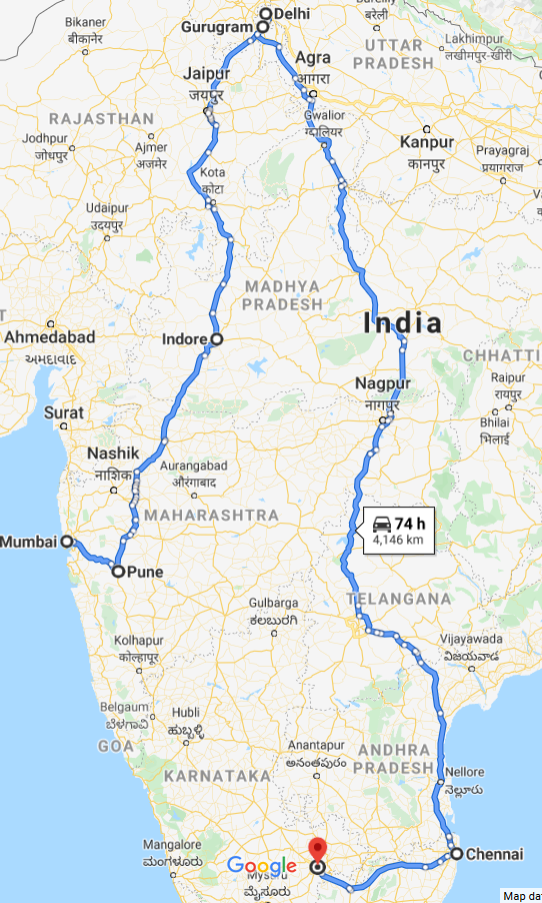 Bikaner
बीकानेर
Delhi
Gurugram
बरेली
Agra
आगरा
UTTAR
PRADESH
Lakhimpur
लखीमपुर-खीरी
Jaipur
जयपुर
Gwalior
ग्वालियर
RAJASTHAN
Jodhpur
जोधपुर
Ajmer
अजमेर
Kanpur
कानपुर
Prayagraj
प्रयागराज
Kota
कोटा
Udaipur
उदयपुर
MADHYA
PRADESH
India
Ahmedabad
અમદાવાદ
Indore
CHHATTI
Nagpur
नागपुर
Raipur
रायपुर
Surat
Bhilai
भिलाई
Nashik
नाशिक
Aurangabad
औरंगाबाद
MAHARASHTRA
74 h
4,146 km
Mumbai
Pune
Gulbarga
ಕಲಬುರಗಿ
TELANGANA
Kolhapur
कोल्हापूर
Vijayawada
విజయవాడ
Belgaum
ಬೆಳಗಾವಿ
GOA
Hubli
ಹುಬ್ಬಳ್ಳಿ
Anantapur
అనంతపురం
ANDHRA
PRADESH
KARNATAKA
Nellore
నెల్లూరు
Mangalore
ಮಂಗಳೂರು
Google
ಮೈಸೂರು
Chennai
Map da